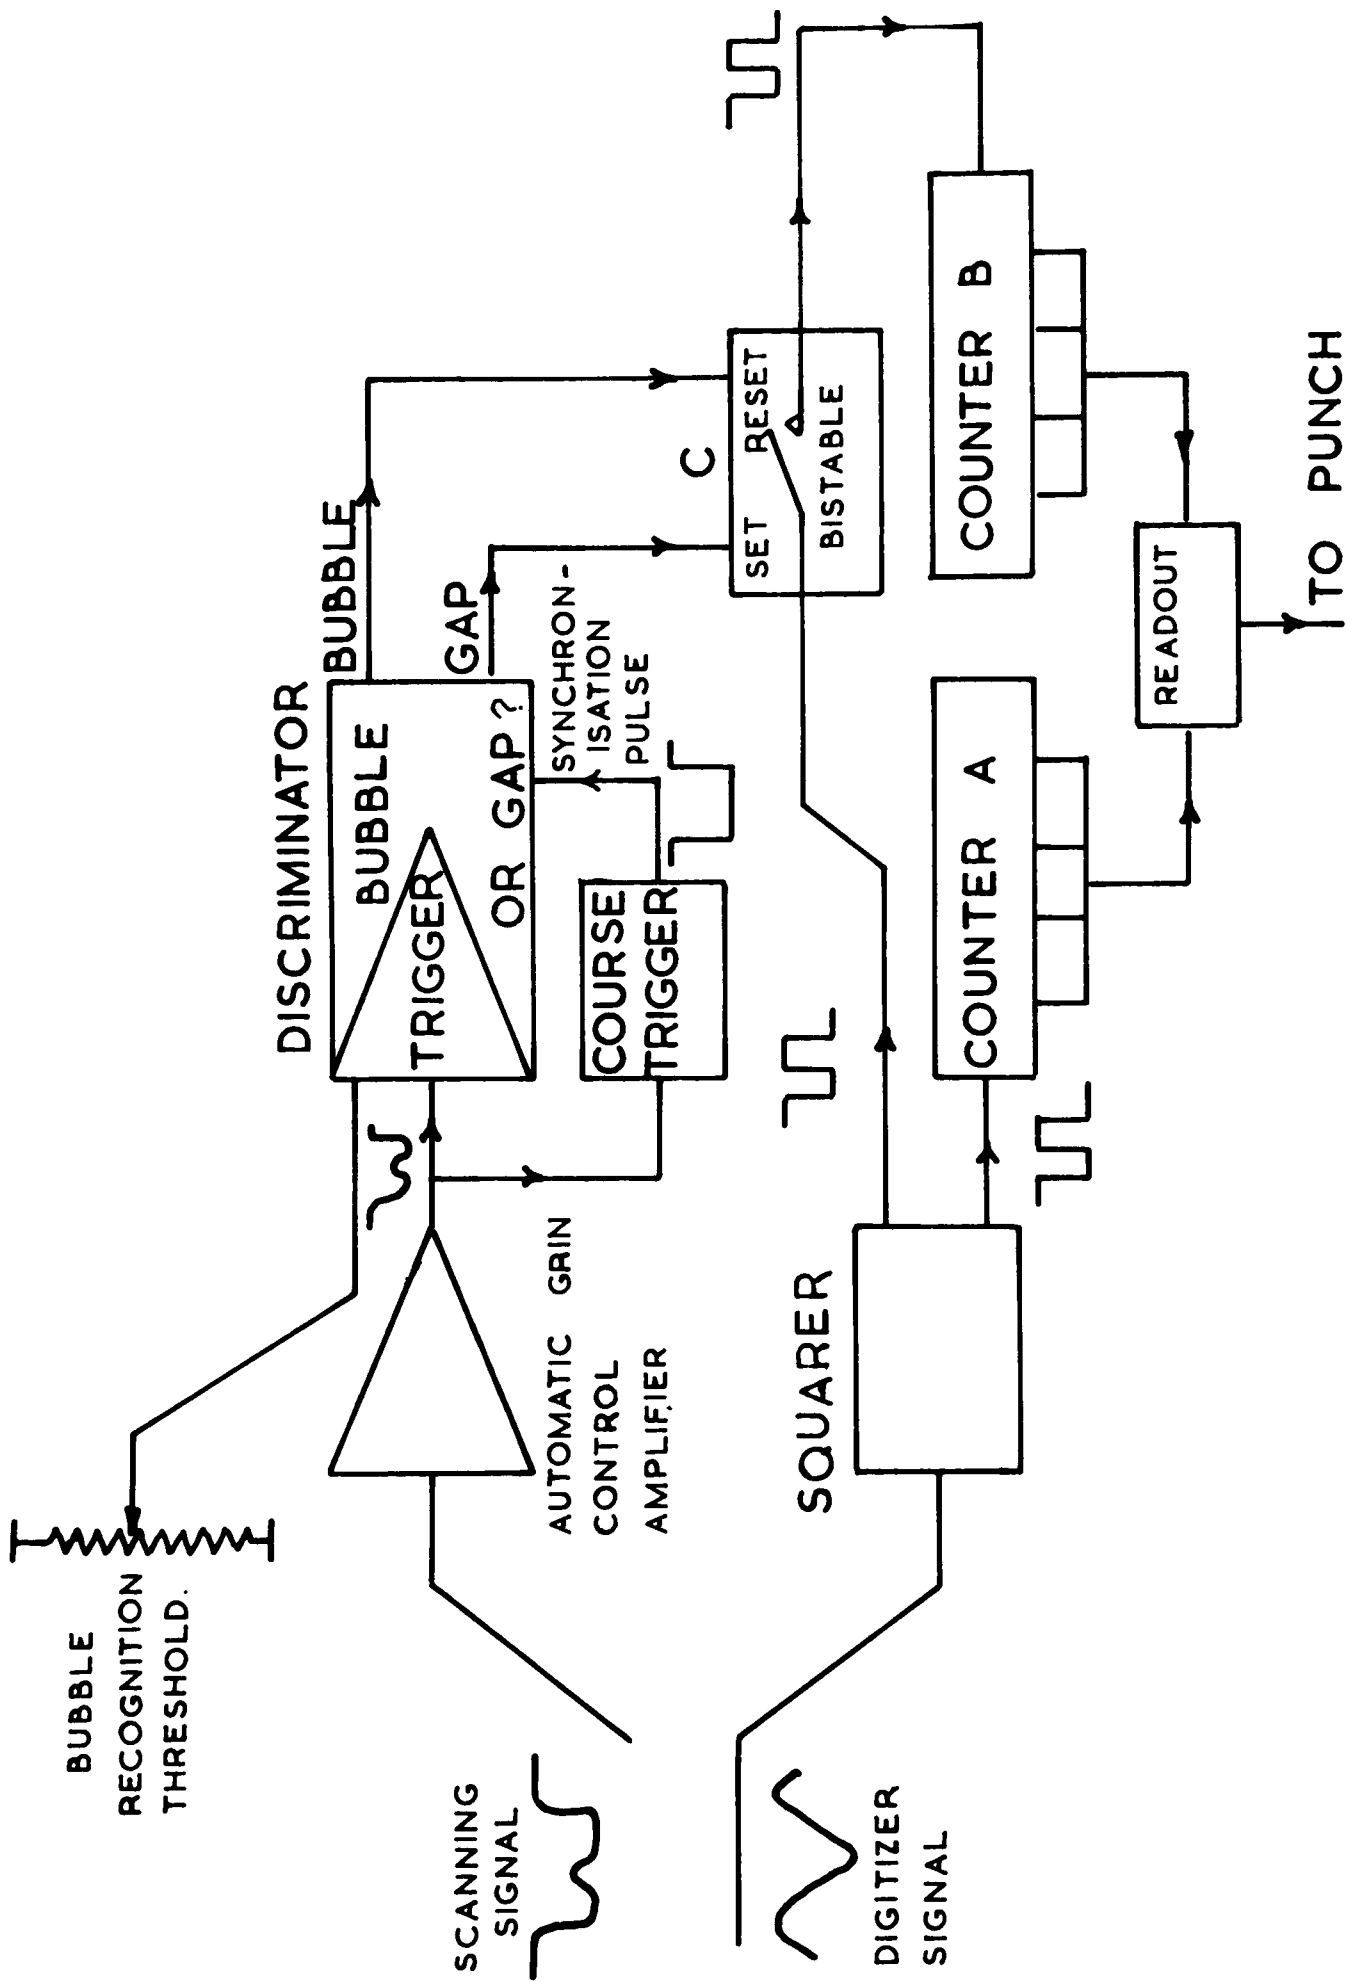 BUBBLE
RECOGNITION
THRESHOLD.
SCANNING
SIGNAL
AUTOMATIC GRIN
CONTROL
AMPLIFIER
DISCRIMINATOR
TRIGGER
BUBBLE
OR GAP?
BUBBLE
GAP
COURSE
TRIGGER
SYNCHRON-
ISATION
PULSE
C
SET RESET
BISTABLE
DIGITIZER
SIGNAL
SQUARER
COUNTER A
COUNTER B
READOUT
TO PUNCH